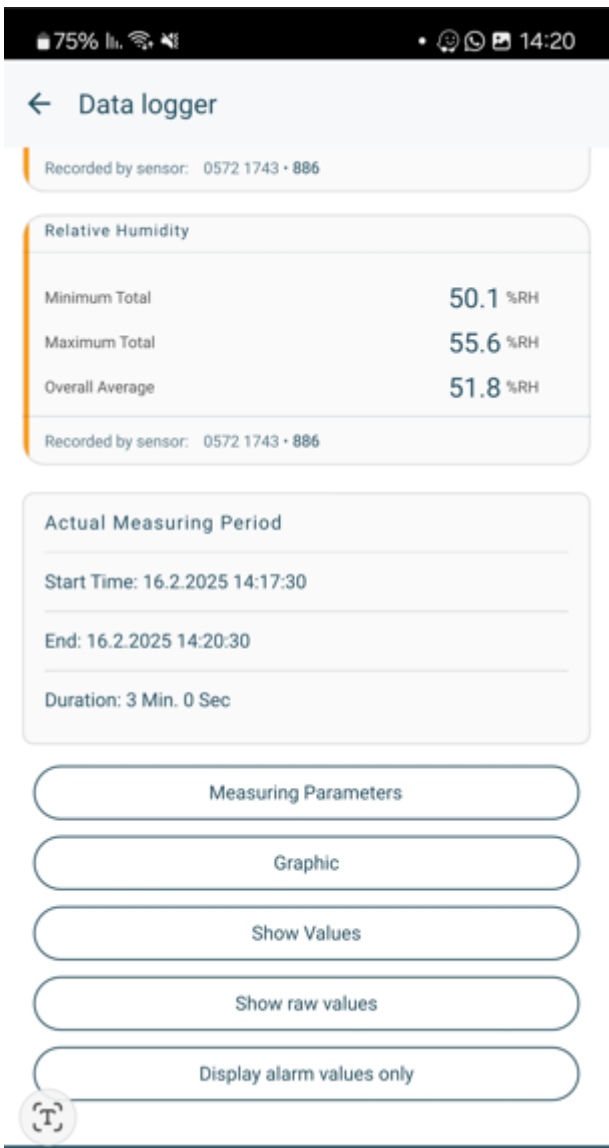 75% 14:20
Data logger
Recorded by sensor: 0572 1743 • 886
Relative Humidity
Minimum Total 50.1 %RH
Maximum Total 55.6 %RH
Overall Average 51.8 %RH
Recorded by sensor: 0572 1743 • 886
Actual Measuring Period
Start Time: 16.2.2025 14:17:30
End: 16.2.2025 14:20:30
Duration: 3 Min. 0 Sec
Measuring Parameters
Graphic
Show Values
Show raw values
Display alarm values only
T